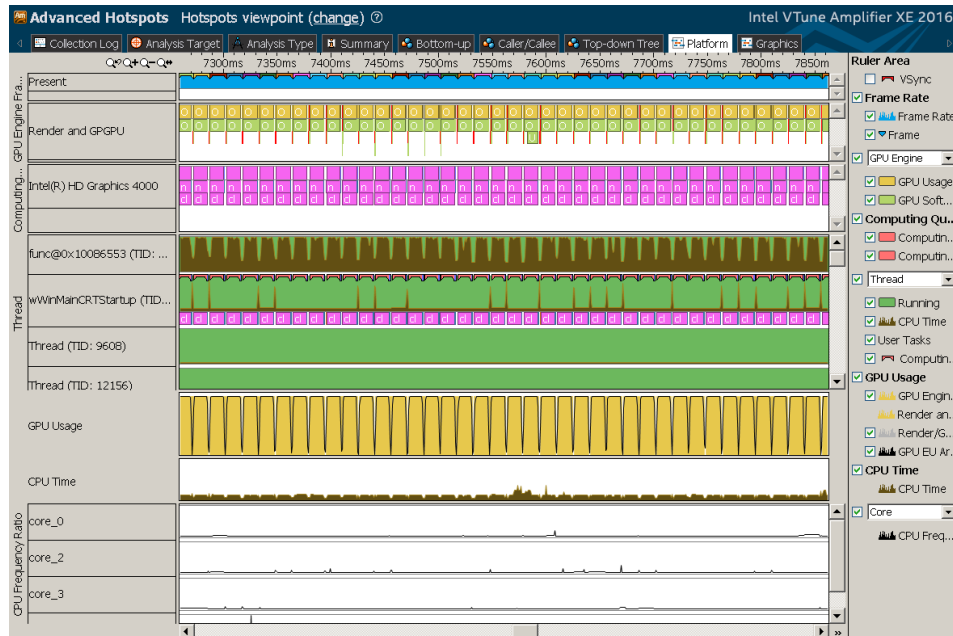 Advanced Hotspots Hotspots viewpoint (change)
Intel VTune Amplifier XE 2016
Collection Log Analysis Target Analysis Type Summary Bottom-up Caller/Callee Top-down Tree Platform Graphics
7300ms 7350ms 7400ms 7450ms 7500ms 7550ms 7600ms 7650ms 7700ms 7750ms 7800ms 7850m
Ruler Area
VSync
Frame Rate
Frame Rate
Frame
GPU Engine
GPU Usage
GPU Soft...
Computing Qu...
Computin...
Computin...
Thread
Running
CPU Time
User Tasks
Computin...
GPU Usage
GPU Engin...
Render an...
Render/G...
GPU EU Ar...
CPU Time
CPU Time
Core
CPU Freq...
GPU Engine Fra...
Present
Render and GPGPU
Computing...
Intel(R) HD Graphics 4000
Thread
func@0x10086553 (TID: ...
wWinMainCRTStartup (TID...
Thread (TID: 9608)
Thread (TID: 12156)
GPU Usage
CPU Time
CPU Frequency Ratio
core_0
core_2
core_3